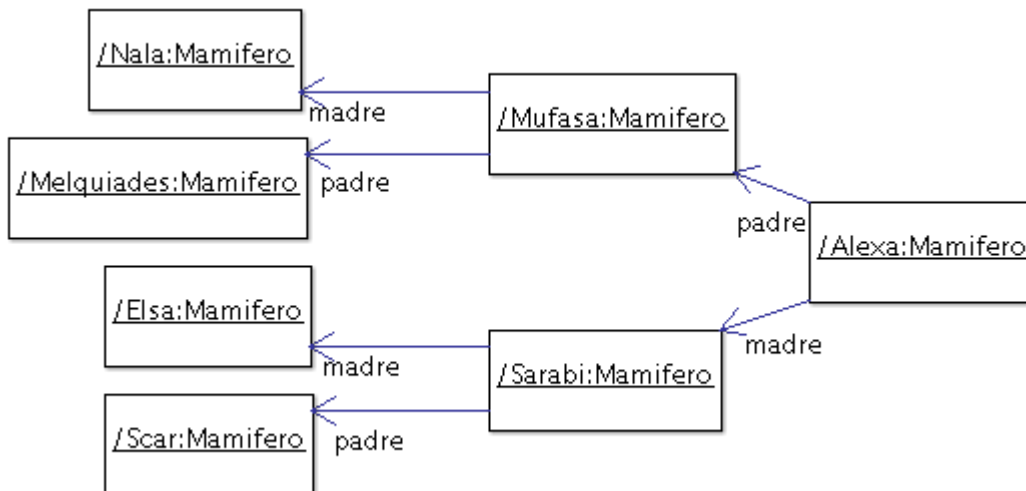 /Nala:Mamifero
madre
/Mufasa:Mamifero
/Melquiades:Mamifero
padre
padre
/Alexa:Mamifero
/Elsa:Mamifero
madre
/Sarabi:Mamifero
madre
/Scar:Mamifero
padre